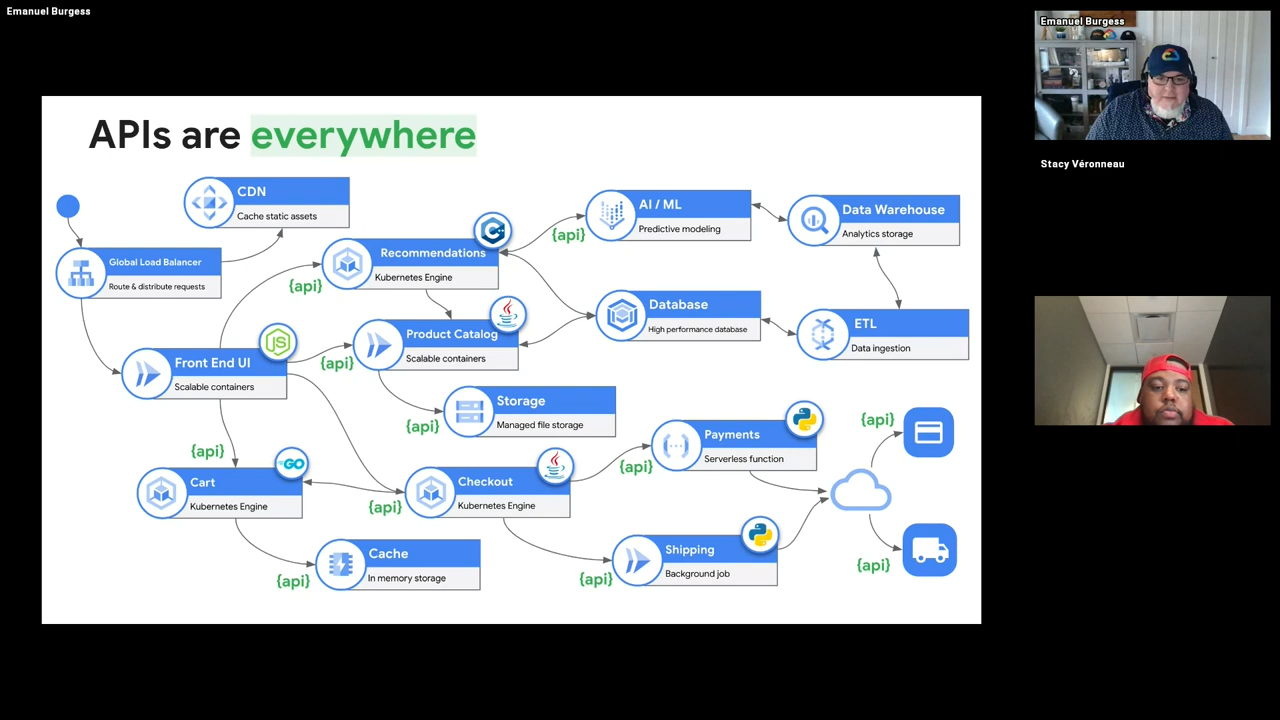 Emanuel Burgess
Emanuel Burgess
Stacy Véronneau
APIs are everywhere
CDN
Cache static assets
Global Load Balancer
Route & distribute requests
Recommendations
Kubernetes Engine
{api}
AI / ML
Predictive modeling
{api}
Data Warehouse
Analytics storage
Front End UI
Scalable containers
JS
Product Catalog
Scalable containers
{api}
Database
High performance database
ETL
Data ingestion
Storage
Managed file storage
{api}
Cart
Kubernetes Engine
GO
{api}
Checkout
Kubernetes Engine
{api}
Payments
Serverless function
{api}
{api}
Cache
In memory storage
{api}
Shipping
Background job
{api}
{api}